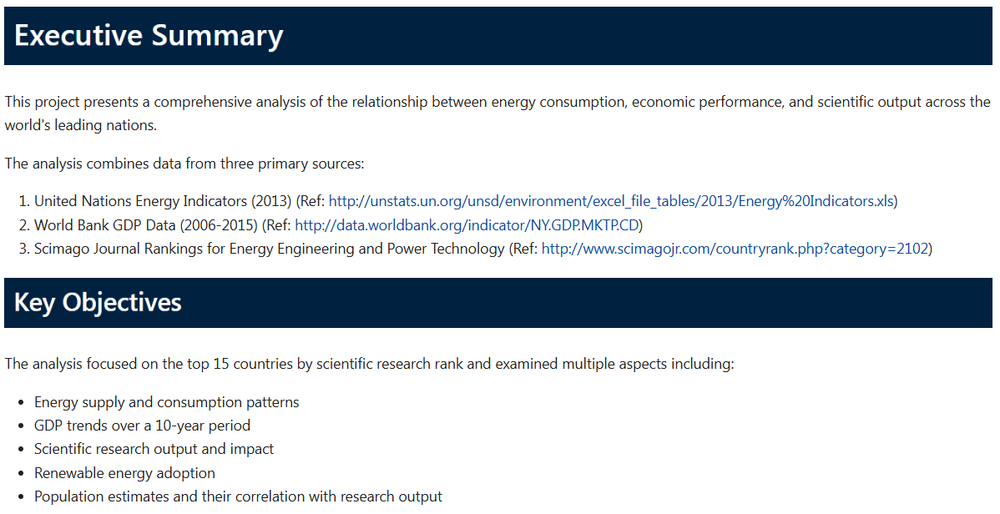 Executive Summary
This project presents a comprehensive analysis of the relationship between energy consumption, economic performance, and scientific output across the
world's leading nations.
The analysis combines data from three primary sources:
1. United Nations Energy Indicators (2013) (Ref: http://unstats.un.org/unsd/environment/excel_file_tables/2013/Energy%20Indicators.xls)
2. World Bank GDP Data (2006-2015) (Ref: http://data.worldbank.org/indicator/NY.GDP.MKTP.CD)
3. Scimago Journal Rankings for Energy Engineering and Power Technology (Ref: http://www.scimagojr.com/countryrank.php?category=2102)
Key Objectives
The analysis focused on the top 15 countries by scientific research rank and examined multiple aspects including:
• Energy supply and consumption patterns
• GDP trends over a 10-year period
• Scientific research output and impact
• Renewable energy adoption
• Population estimates and their correlation with research output